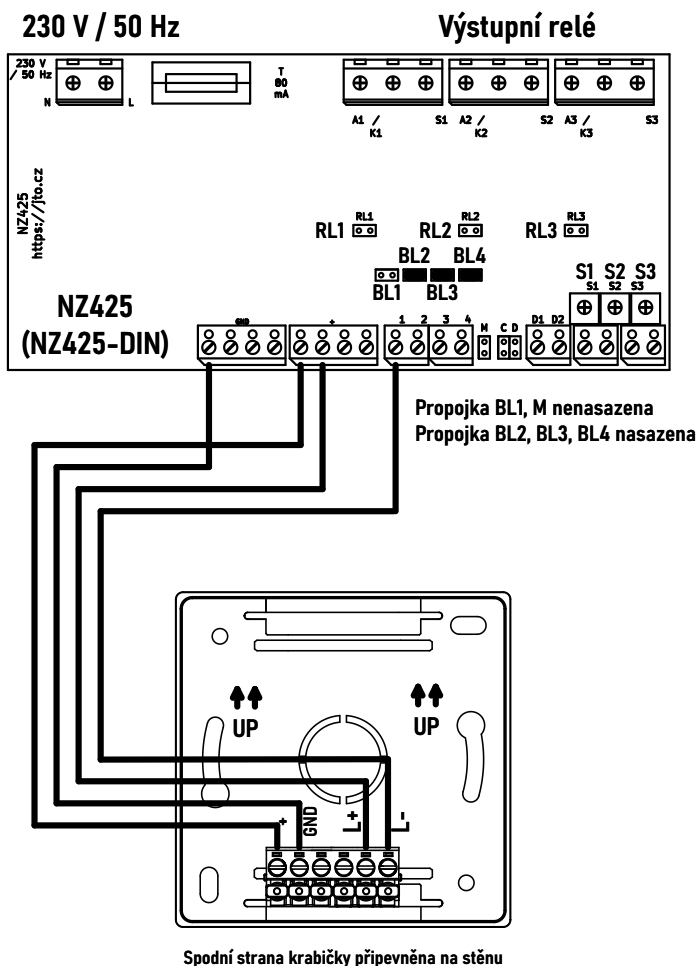 230 V / 50 Hz
Výstupní relé
230 V
/ 50 Hz
N
L
T
80
mA
A1 /
K1
S1
A2 /
K2
S2
A3 /
K3
S3
NZ425
https://jto.cz
RL1
RL1
RL2
RL2
RL3
RL3
BL2
BL4
BL1
BL3
S1 S2 S3
S1 S2 S3
NZ425
(NZ425-DIN)
GND
+
1 2 3 4
M
C D
D1 D2
Propojka BL1, M nenasazena
Propojka BL2, BL3, BL4 nasazena
UP
UP
+
GND
L+
L-
Spodní strana krabičky připevněna na stěnu